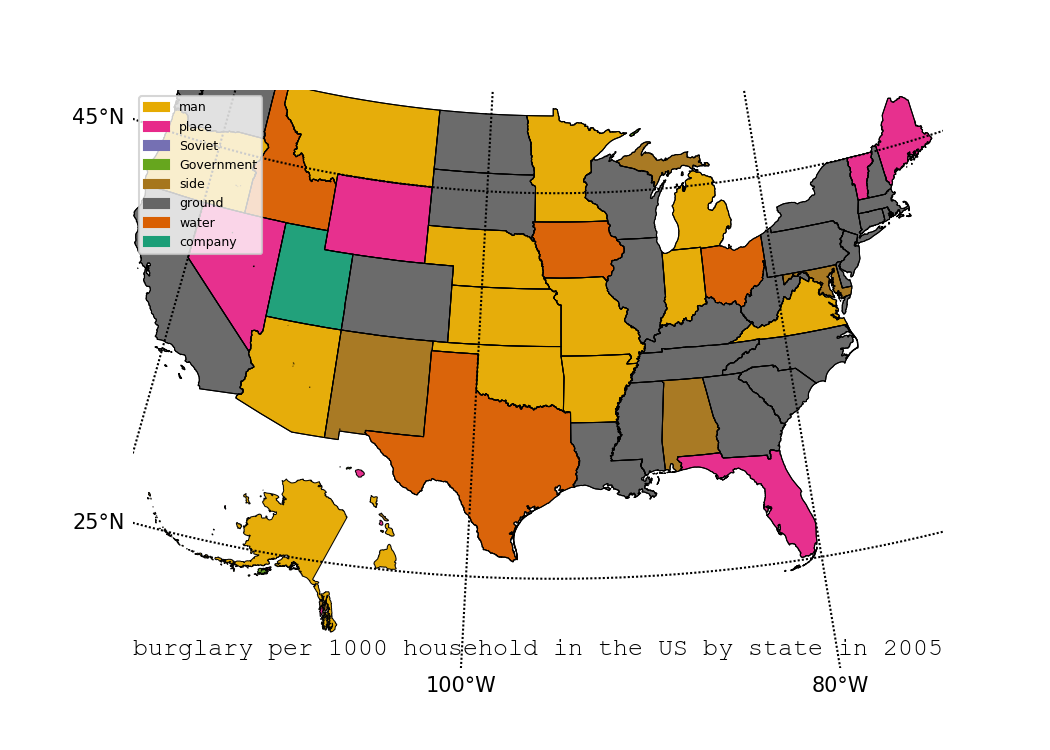 45°N
man
place
Soviet
Government
side
ground
water
company
25°N
burglary per 1000 household in the US by state in 2005
100°W 80°W